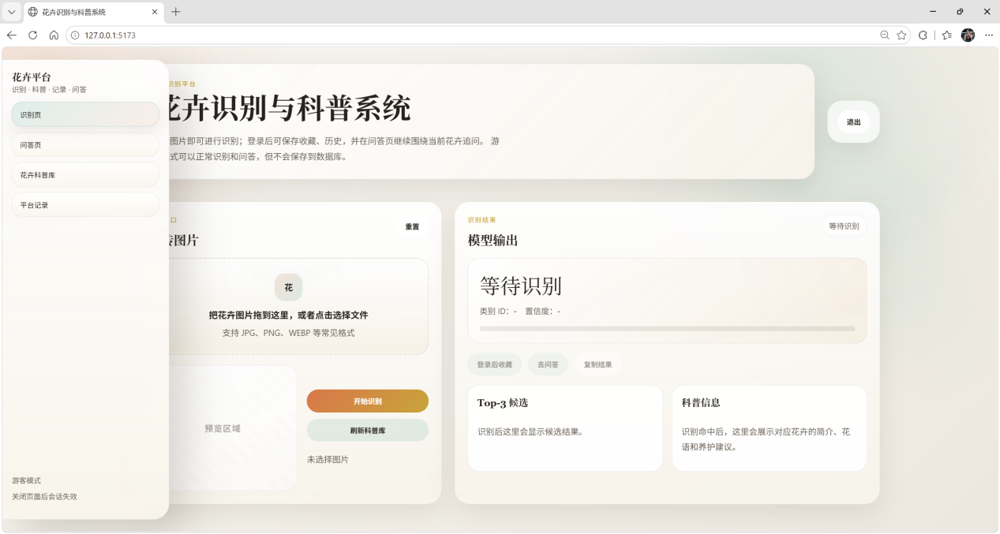 花卉识别与科普系统
127.0.0.1:5173
花卉平台
识别 · 科普 · 记录 · 问答
识别页
问答页
花卉科普库
平台记录
游客模式
关闭页面后会话失效
识别平台
花卉识别与科普系统
图片即可进行识别；登录后可保存收藏、历史，并在问答页继续围绕当前花卉追问。 游
式可以正常识别和问答，但不会保存到数据库。
退出
口
传图片
重置
花
把花卉图片拖到这里，或者点击选择文件
支持 JPG、PNG、WEBP 等常见格式
预览区域
开始识别
刷新科普库
未选择图片
识别结果
模型输出
等待识别
等待识别
类别 ID： - 置信度： -
登录后收藏
去问答
复制结果
Top-3 候选
识别后这里会显示候选结果。
科普信息
识别命中后，这里会展示对应花卉的简介、花
语和养护建议。